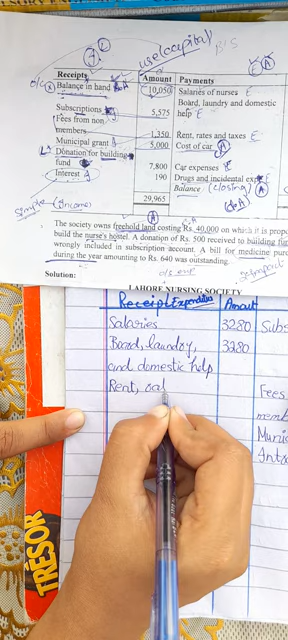 use(capital) B/S
Receipts Amount Payments
Balance in hand 10,050 Salaries of nurses E
Board, laundry and domestic
Subscriptions 5,575 help E
Fees from non
members 1,350 Rent, rates and taxes E
Municipal grant 5,000 Cost of car A
Donation for building
fund 7,800 Car expenses E
Interest 190 Drugs and incidental
Balance (closing) A
29,965
(income)
The society owns freehold land costing Rs. 40,000 on which it is propo
build the nurse's hostel. A donation of Rs. 500 received to building fun
wrongly included in subscription account. A bill for medicine purc
during the year amounting to Rs. 640 was outstanding.
o/s exp
Solution:
LAHORE NURSING SOCIETY
Expenditure Amount
Salaries 3280 Subs
Board, laundry, 3280
and domestic help
Rent, rat Fees
memb
Munic
Intre
TRÉSOR